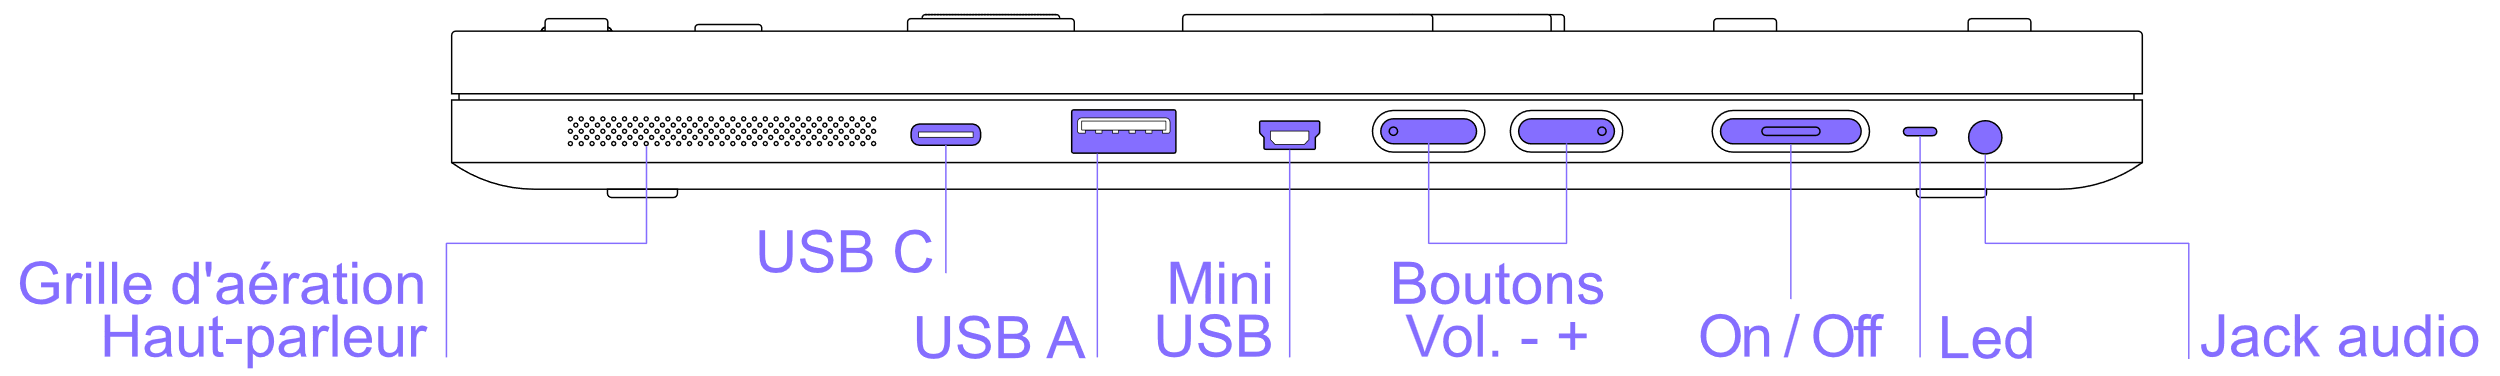 Grille d'aération
Haut-parleur
USB C
USB A
Mini
USB
Boutons
Vol. - +
On / Off
Led
Jack audio